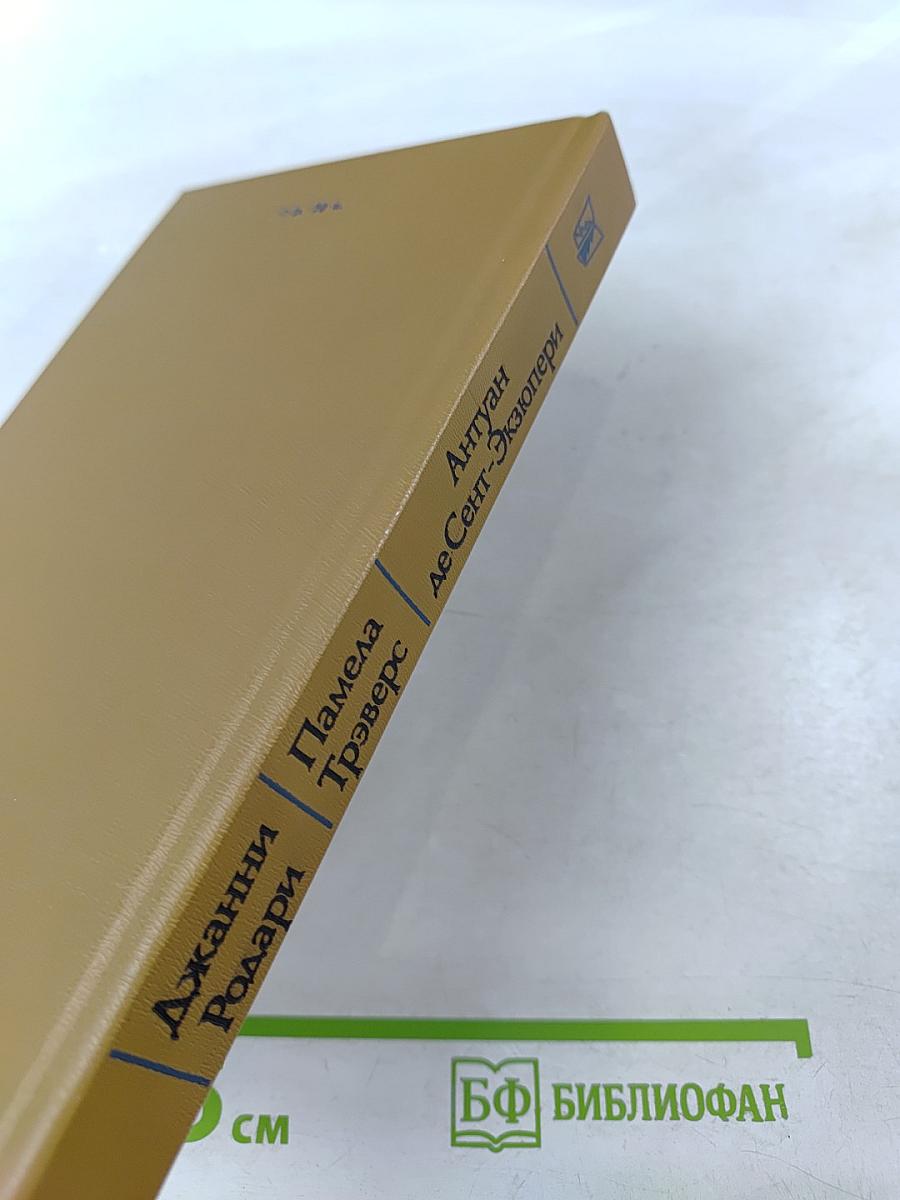 Джанни
Родари
Памела
Трэверс
Антуан
де Сент-Экзюпери
см
БФ
БИБЛИОФАН